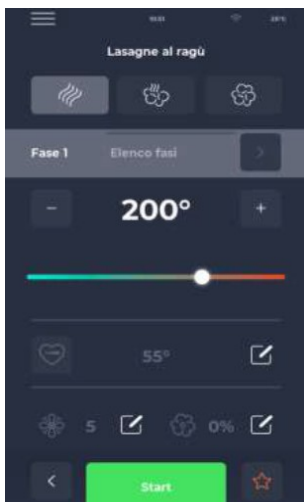 Lasagne al ragù
Fase 1 Elenco fasi
- 200° +
55°
5 0%
Start